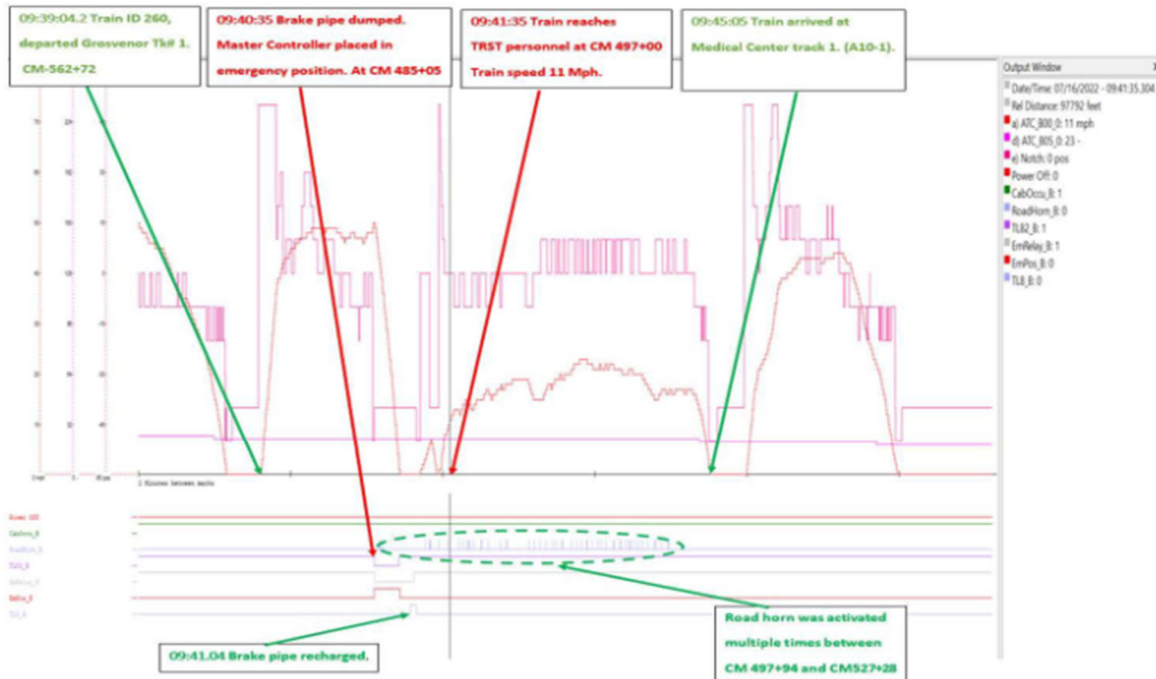 09:39:04.2 Train ID 260,
departed Grosvenor Tk# 1.
CM-562+72
09:40:35 Brake pipe dumped.
Master Controller placed in
emergency position. At CM 485+05
09:41:35 Train reaches
TRST personnel at CM 497+00
Train speed 11 Mph.
09:45:05 Train arrived at
Medical Center track 1. (A10-1).
Output Window
Date/Time: 07/16/2022 - 09:41:35.304
Rel Distance: 97792 feet
a) ATC_B00_0: 11 mph
d) ATC_B05_0: 23 -
e) Notch: 0 pos
Power Off: 0
CabOccu_B: 1
RoadHorn_B: 0
TL82_B: 1
EmRelay_B: 1
EmPos_B: 0
TL8_B: 0
2 Minutes between marks
09:41.04 Brake pipe recharged.
Road horn was activated
multiple times between
CM 497+94 and CM527+28